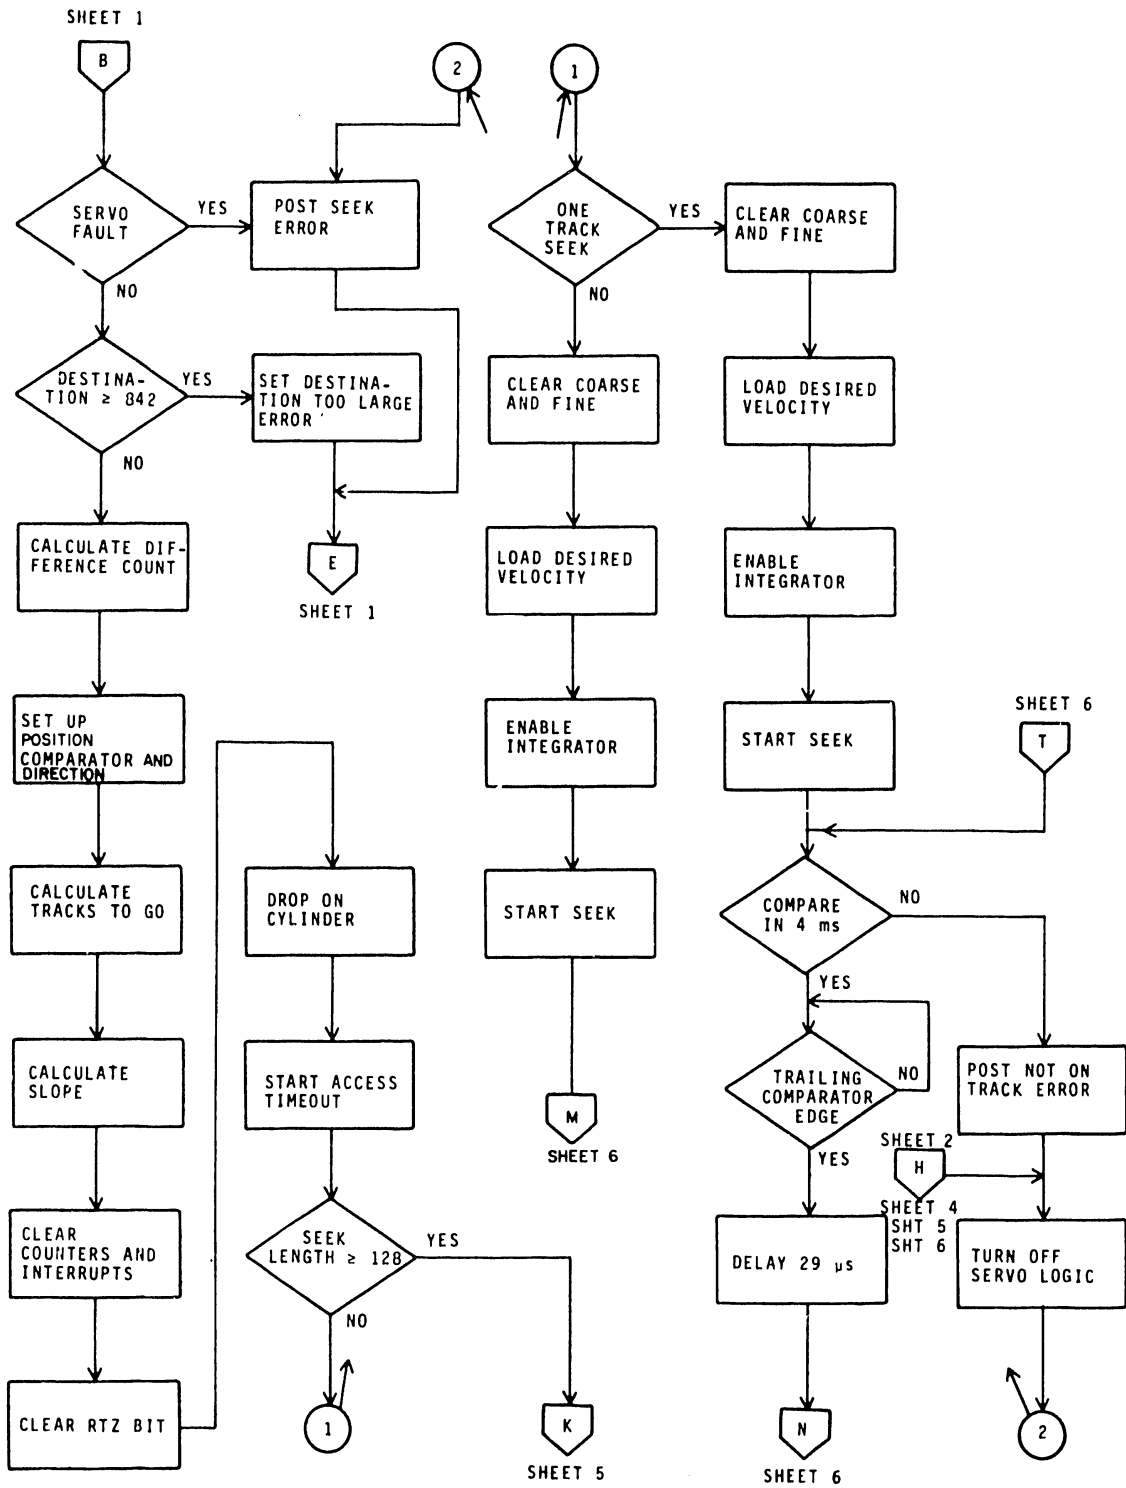 SHEET 1
B
2
1
SERVO
FAULT
YES
NO
POST SEEK
ERROR
ONE
TRACK
SEEK
YES
NO
CLEAR COARSE
AND FINE
DESTINA-
TION ≥ 842
YES
NO
SET DESTINA-
TION TOO LARGE
ERROR
CLEAR COARSE
AND FINE
LOAD DESIRED
VELOCITY
CALCULATE DIF-
FERENCE COUNT
E
SHEET 1
LOAD DESIRED
VELOCITY
ENABLE
INTEGRATOR
SET UP
POSITION
COMPARATOR AND
DIRECTION
ENABLE
INTEGRATOR
START SEEK
SHEET 6
T
CALCULATE
TRACKS TO GO
DROP ON
CYLINDER
START SEEK
COMPARE
IN 4 ms
NO
YES
CALCULATE
SLOPE
START ACCESS
TIMEOUT
M
SHEET 6
TRAILING
COMPARATOR
EDGE
NO
YES
POST NOT ON
TRACK ERROR
SHEET 2
H
SHEET 4
SHT 5
SHT 6
CLEAR
COUNTERS AND
INTERRUPTS
SEEK
LENGTH ≥ 128
YES
NO
DELAY 29 µs
TURN OFF
SERVO LOGIC
CLEAR RTZ BIT
1
K
SHEET 5
N
SHEET 6
2